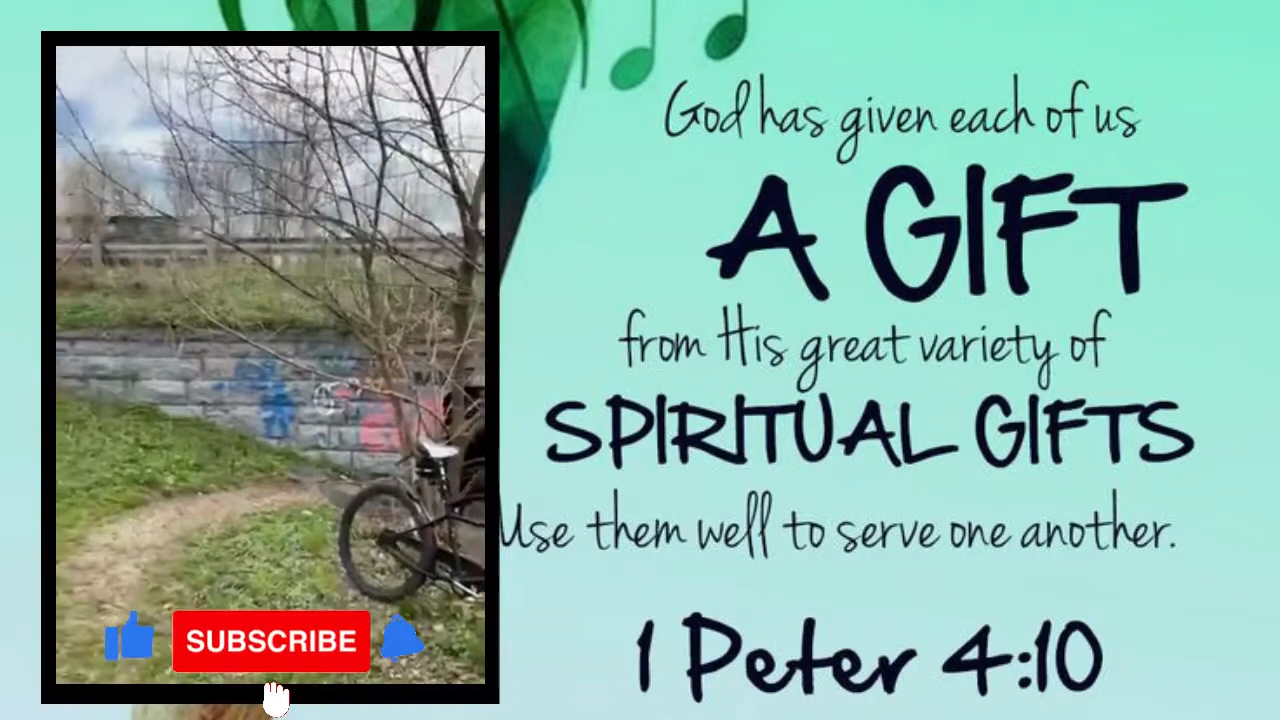 God has given each of us
A GIFT
from His great variety of
SPIRITUAL GIFTS
Use them well to serve one another.
1 Peter 4:10
SUBSCRIBE